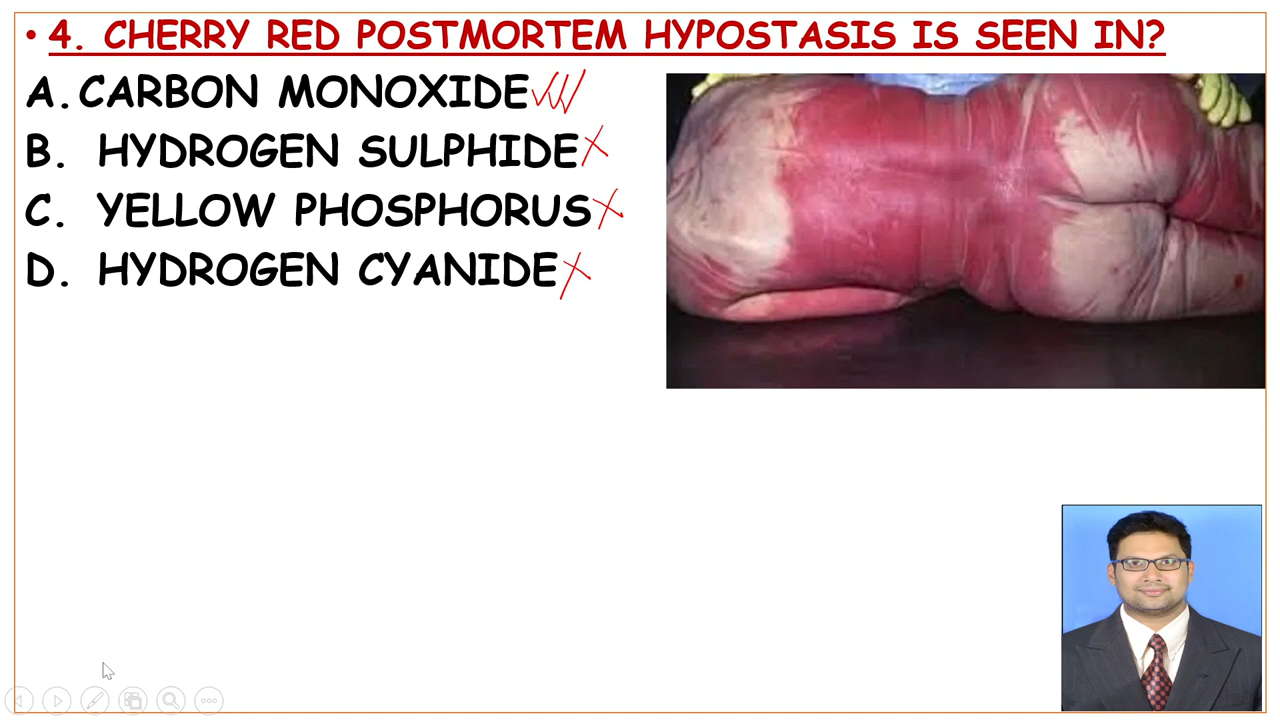 • 4. CHERRY RED POSTMORTEM HYPOSTASIS IS SEEN IN?
A. CARBON MONOXIDE
B. HYDROGEN SULPHIDE
C. YELLOW PHOSPHORUS
D. HYDROGEN CYANIDE